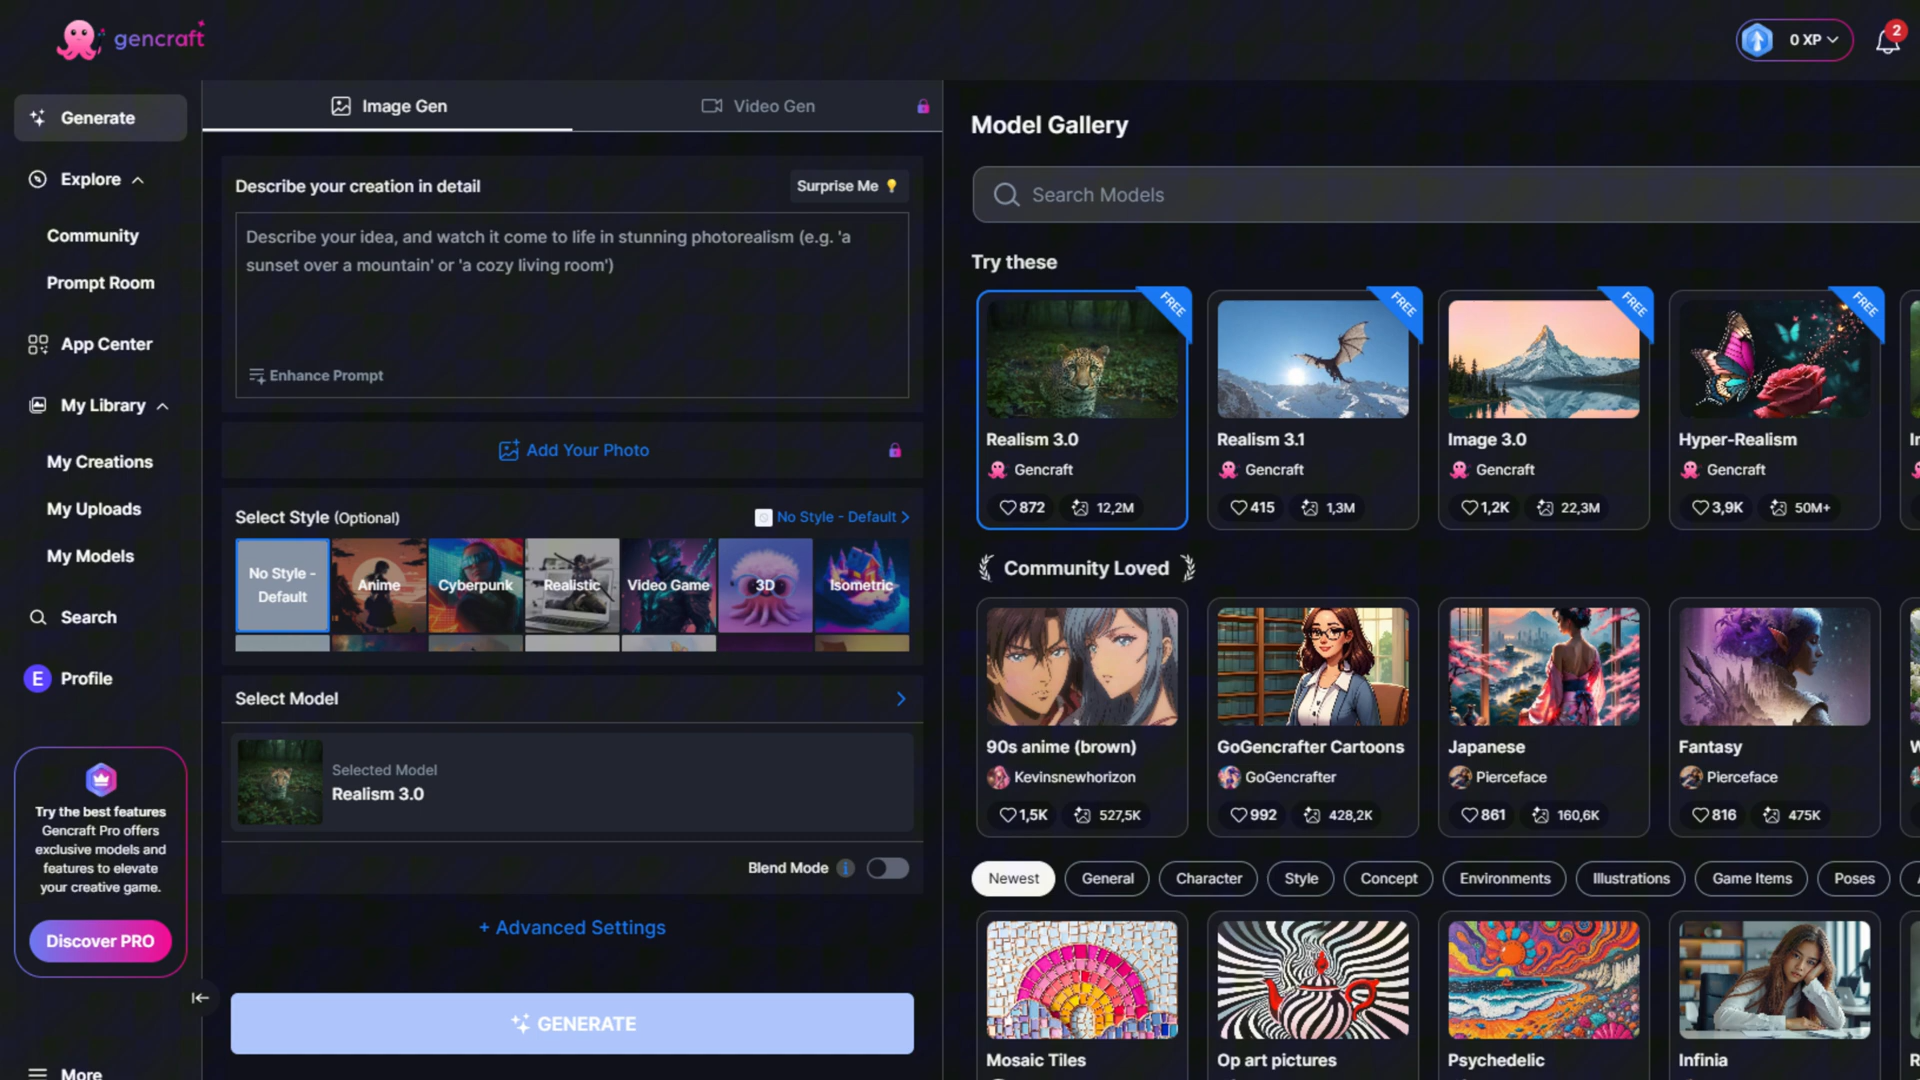 gencraft
0 XP
2
Generate
Explore
Community
Prompt Room
App Center
My Library
My Creations
My Uploads
My Models
Search
E
Profile
Try the best features
Gencraft Pro offers
exclusive models and
features to elevate
your creative game.
Discover PRO
More
Image Gen
Video Gen
Describe your creation in detail
Surprise Me
Describe your idea, and watch it come to life in stunning photorealism (e.g. 'a
sunset over a mountain' or 'a cozy living room')
Enhance Prompt
Add Your Photo
Select Style (Optional)
No Style - Default
No Style -
Default
Anime
Cyberpunk
Realistic
Video Game
3D
Isometric
Select Model
Selected Model
Realism 3.0
Blend Mode
i
+ Advanced Settings
GENERATE
Model Gallery
Search Models
Try these
FREE
Realism 3.0
Gencraft
872
12,2M
FREE
Realism 3.1
Gencraft
415
1,3M
FREE
Image 3.0
Gencraft
1,2K
22,3M
FREE
Hyper-Realism
Gencraft
3,9K
50M+
Community Loved
90s anime (brown)
Kevinsnewhorizon
1,5K
527,5K
GoGencrafter Cartoons
GoGencrafter
992
428,2K
Japanese
Pierceface
861
160,6K
Fantasy
Pierceface
816
475K
Newest
General
Character
Style
Concept
Environments
Illustrations
Game Items
Poses
Mosaic Tiles
Op art pictures
Psychedelic
Infinia